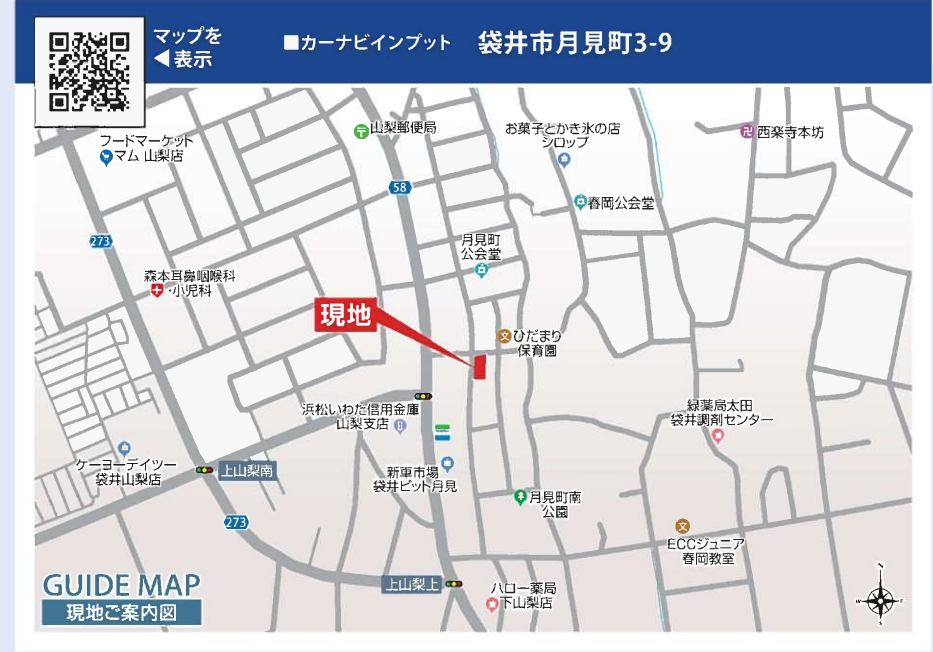 マップを
◀表示
■カーナビインプット 袋井市月見町3-9
フードマーケット
マム 山梨店
山梨郵便局
お菓子とかき氷の店
シロップ
西楽寺本坊
58
春岡公会堂
273
月見町
公会堂
森本耳鼻咽喉科
・小児科
現地
ひだまり
保育園
浜松いわた信用金庫
山梨支店
緑薬局太田
袋井調剤センター
ケーヨーデイツー
袋井山梨店
上山梨南
新車市場
袋井ピット月見
月見町南
公園
273
ECCジュニア
春岡教室
上山梨上
ハロー薬局
下山梨店
GUIDE MAP
現地ご案内図